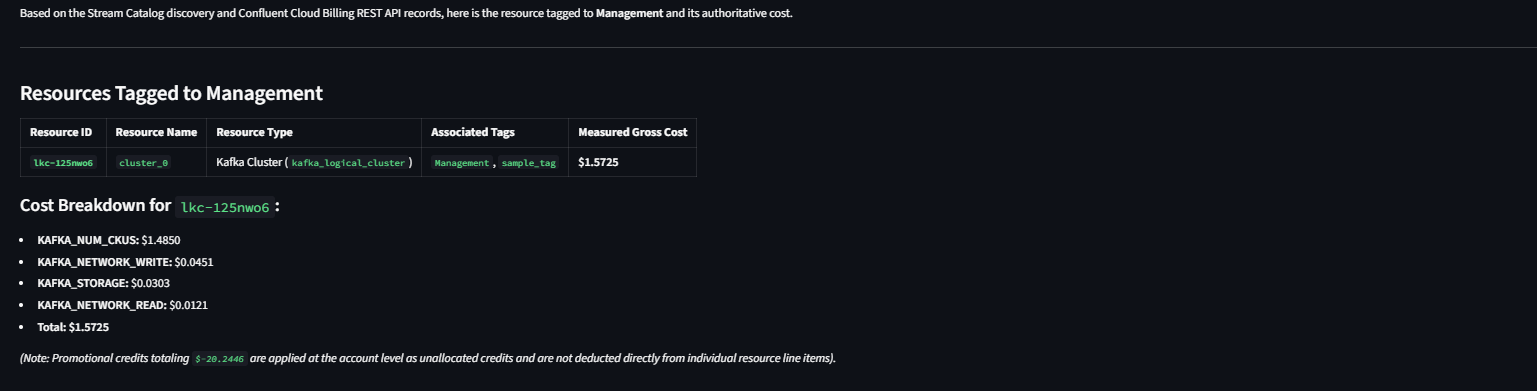 Based on the Stream Catalog discovery and Confluent Cloud Billing REST API records, here is the resource tagged to Management and its authoritative cost.
Resources Tagged to Management
Resource ID Resource Name Resource Type Associated Tags Measured Gross Cost
lkc-125nwo6 cluster_0 Kafka Cluster ( kafka_logical_cluster ) Management , sample_tag $1.5725
Cost Breakdown for lkc-125nwo6 :
• KAFKA_NUM_CKUS: $1.4850
• KAFKA_NETWORK_WRITE: $0.0451
• KAFKA_STORAGE: $0.0303
• KAFKA_NETWORK_READ: $0.0121
• Total: $1.5725
(Note: Promotional credits totaling $-20.2446 are applied at the account level as unallocated credits and are not deducted directly from individual resource line items).